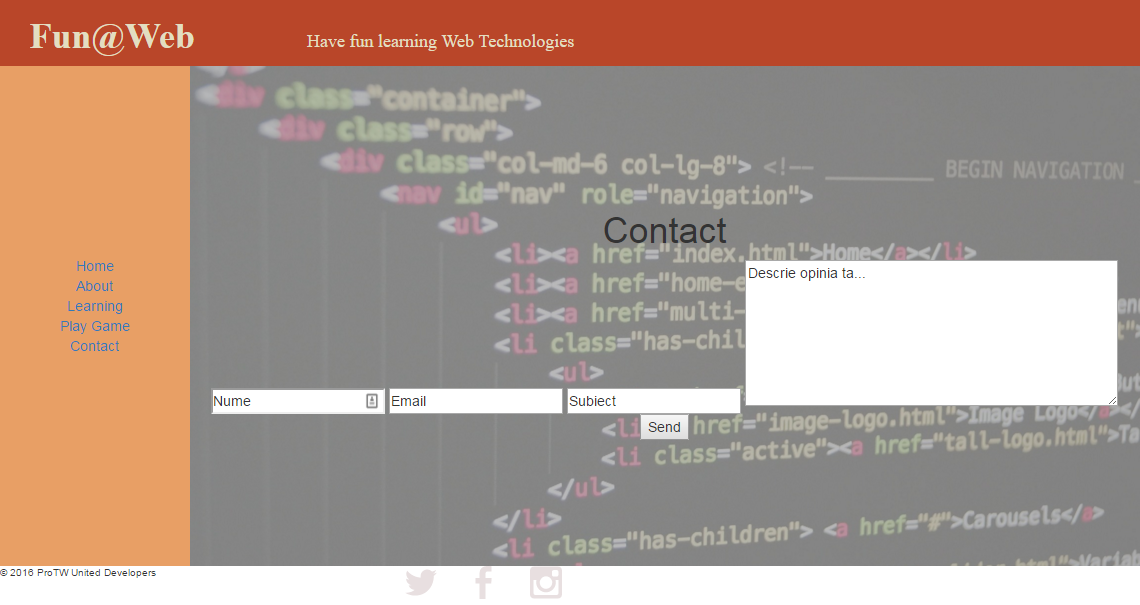 Fun@Web
Have fun learning Web Technologies
<div class="container">
<div class="row">
<div class="col-md-6 col-lg-8"> <!-- BEGIN NAVIGATION
<nav id="nav" role="navigation">
<ul>
Contact
<li><a href="index.html">Home</a></li>
<li><a href="home-e
<li><a href="multi-
<li class="has-chil
<ul>
Home
About
Learning
Play Game
Contact
Descrie opinia ta...
Nume
Email
Subiect
Send
<li href="image-logo.html">Image Logo</a></
<li class="active"><a href="tall-logo.html">Ta
</ul>
</li>
<li class="has-children"> <a href="#">Carousels</a>
© 2016 ProTW United Developers